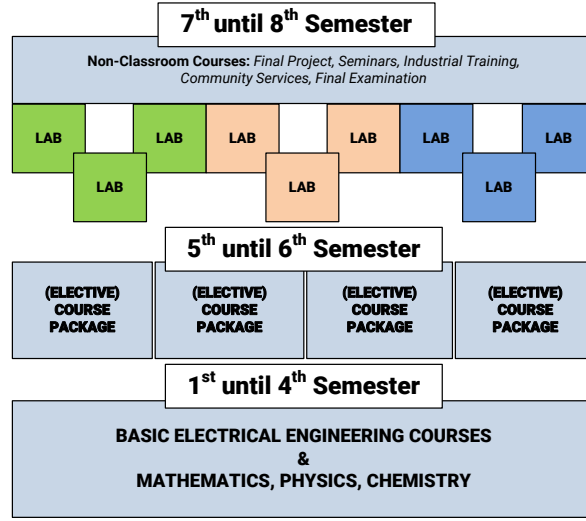 7th until 8th Semester
Non-Classroom Courses: Final Project, Seminars, Industrial Training,
Community Services, Final Examination
LAB LAB LAB LAB LAB LAB
LAB LAB LAB
5th until 6th Semester
(ELECTIVE) (ELECTIVE) (ELECTIVE) (ELECTIVE)
COURSE COURSE COURSE COURSE
PACKAGE PACKAGE PACKAGE PACKAGE
1st until 4th Semester
BASIC ELECTRICAL ENGINEERING COURSES
&
MATHEMATICS, PHYSICS, CHEMISTRY